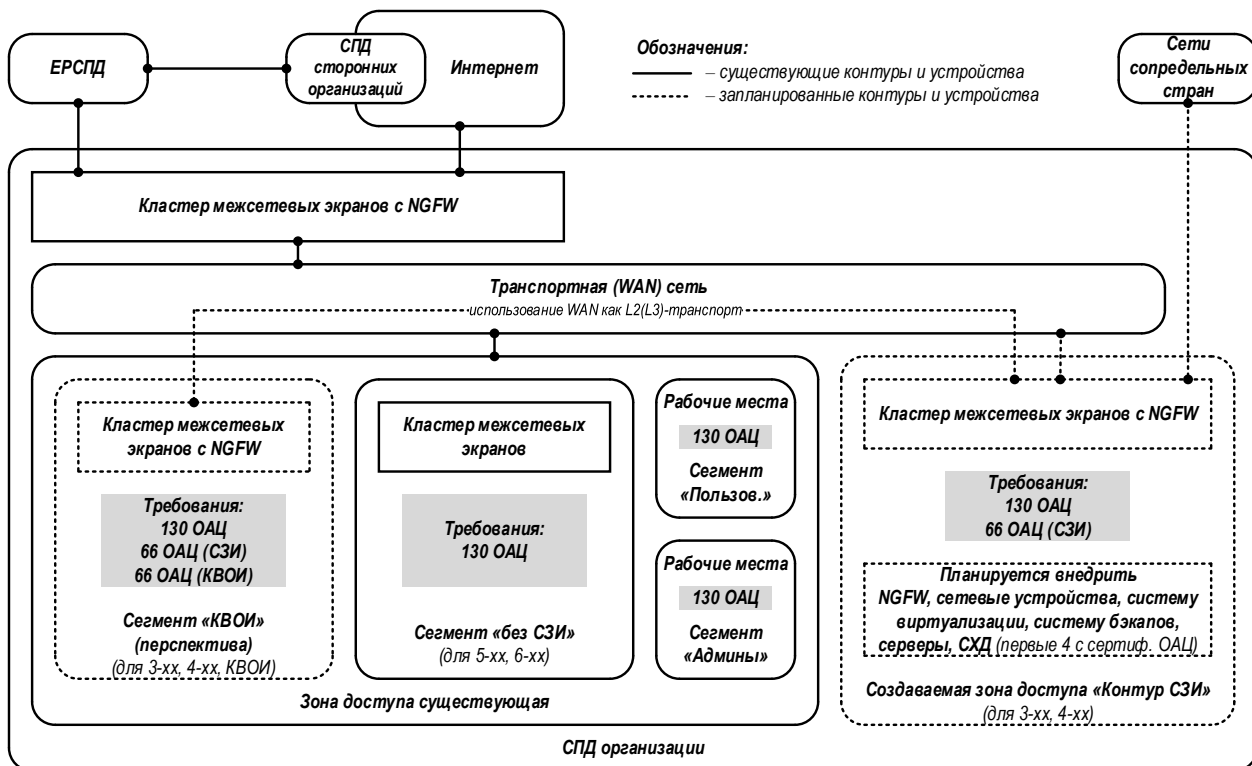 ЕРСПД
СПД
сторонних
организаций
Интернет
Обозначения:
– существующие контуры и устройства
– запланированные контуры и устройства
Сети
сопредельных
стран
Кластер межсетевых экранов с NGFW
Транспортная (WAN) сеть
использование WAN как L2(L3)-транспорт
Кластер межсетевых
экранов с NGFW
Требования:
130 ОАЦ
66 ОАЦ (СЗИ)
66 ОАЦ (КВОИ)
Сегмент «КВОИ»
(перспектива)
(для 3-хх, 4-хх, КВОИ)
Кластер межсетевых
экранов
Требования:
130 ОАЦ
Сегмент «без СЗИ»
(для 5-хх, 6-хх)
Рабочие места
130 ОАЦ
Сегмент
«Пользов.»
Рабочие места
130 ОАЦ
Сегмент
«Админы»
Зона доступа существующая
Кластер межсетевых экранов с NGFW
Требования:
130 ОАЦ
66 ОАЦ (СЗИ)
Планируется внедрить
NGFW, сетевые устройства, систему
виртуализации, систему бэкапов,
серверы, СХД (первые 4 с сертиф. ОАЦ)
Создаваемая зона доступа «Контур СЗИ»
(для 3-хх, 4-хх)
СПД организации